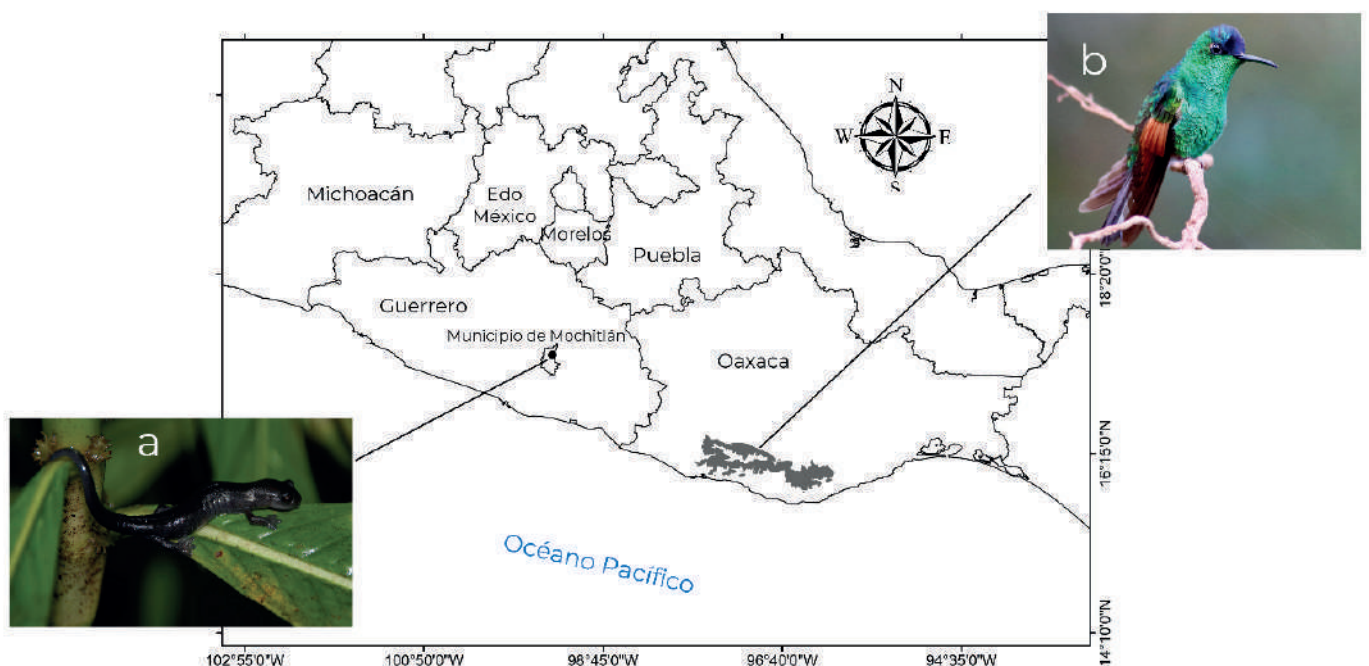 b
N
W E
S
Michoacán
Edo
México
Morelos
Puebla
Guerrero
Municipio de Mochitlán
Oaxaca
a
Océano Pacífico
18°20'0"N
16°15'0"N
14°10'0"N
102°55'0"W 100°50'0"W 98°45'0"W 96°40'0"W 94°35'0"W